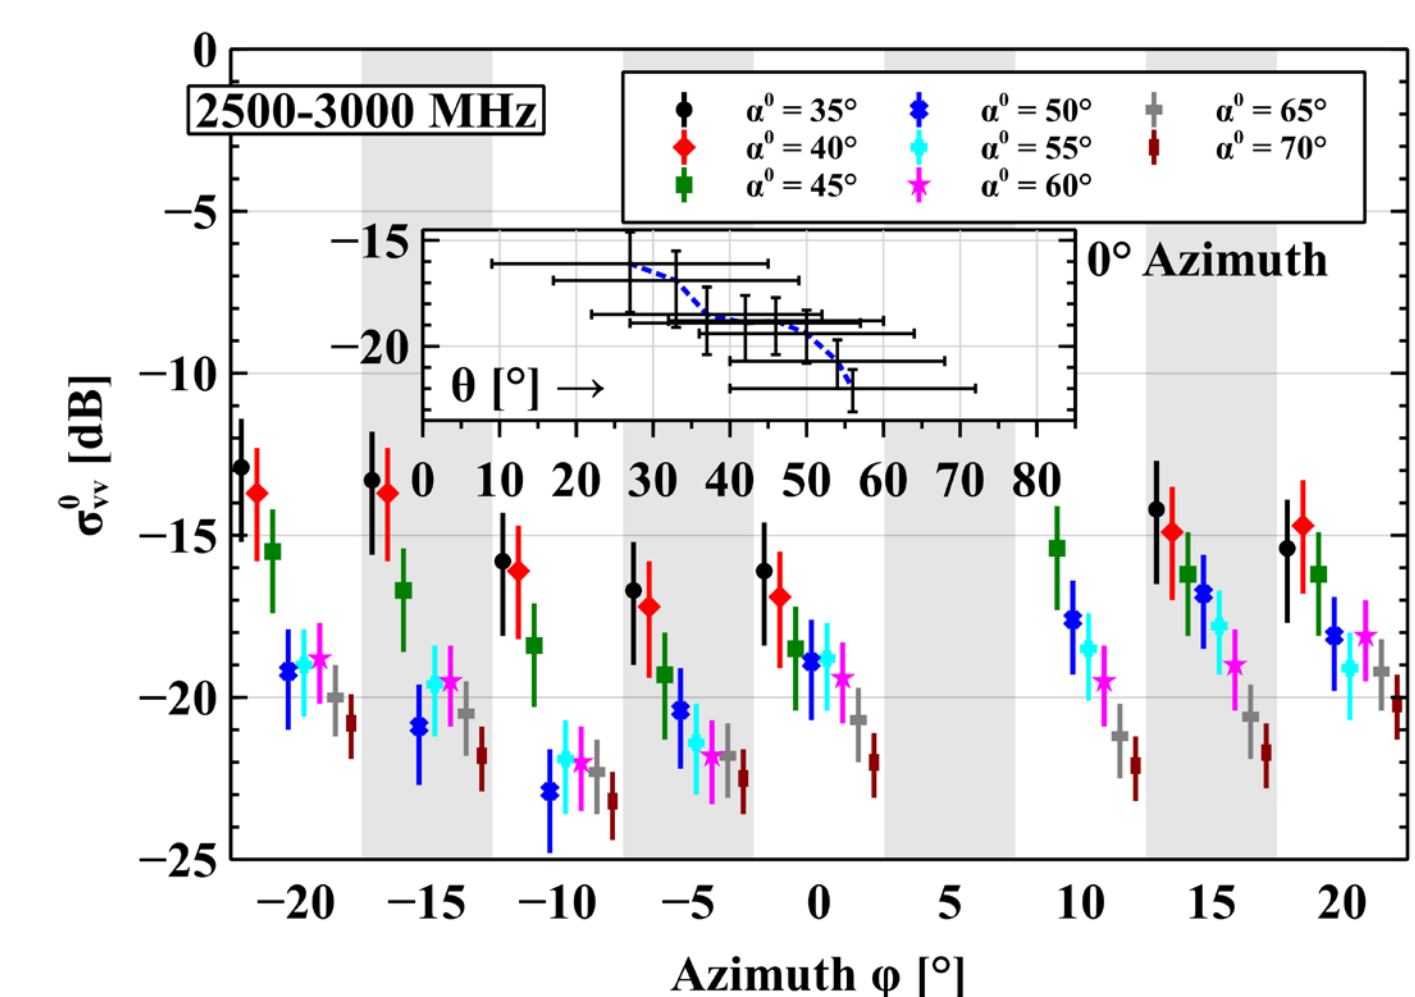 0
2500-3000 MHz
α⁰ = 35° α⁰ = 50° α⁰ = 65°
α⁰ = 40° α⁰ = 55° α⁰ = 70°
α⁰ = 45° α⁰ = 60°
−5
−15
0° Azimuth
−20
−10
θ [°] →
σ⁰vv [dB]
0 10 20 30 40 50 60 70 80
−15
−20
−25
−20 −15 −10 −5 0 5 10 15 20
Azimuth φ [°]